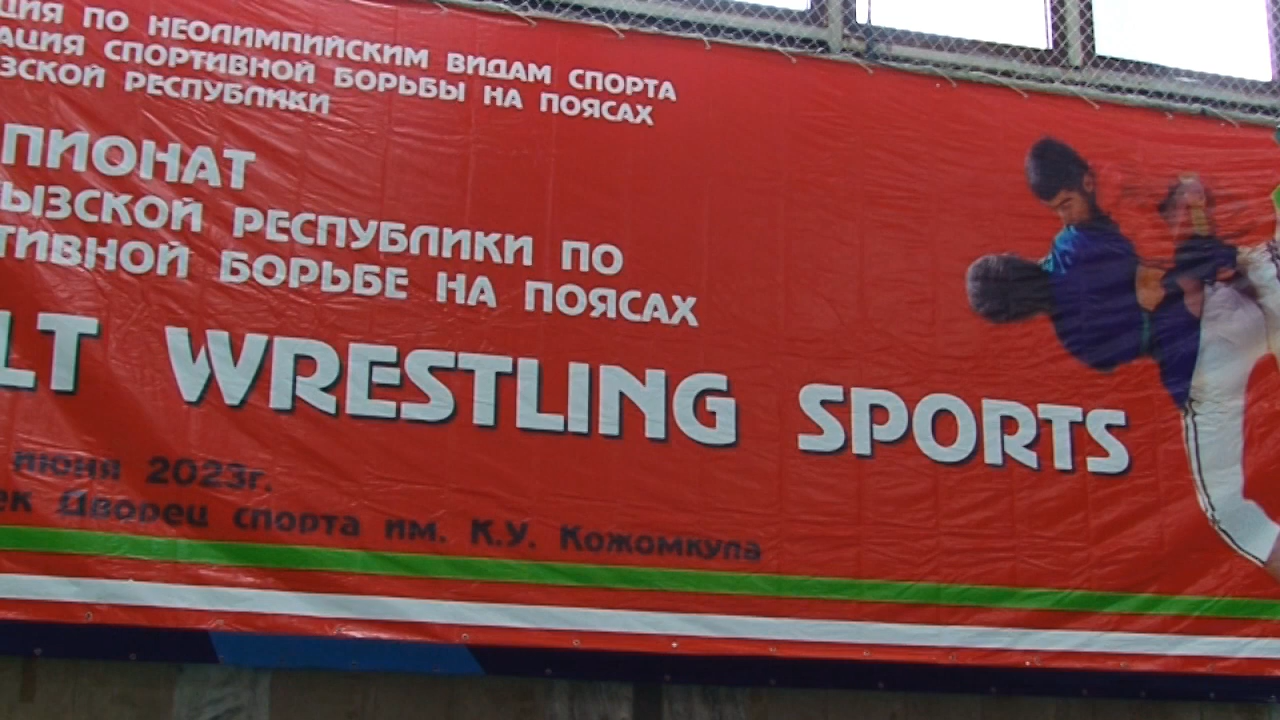 ЦИЯ ПО НЕОЛИМПИЙСКИМ ВИДАМ СПОРТА
АЦИЯ СПОРТИВНОЙ БОРЬБЫ НА ПОЯСАХ
ЗСКОЙ РЕСПУБЛИКИ
ПИОНАТ
ЫЗСКОЙ РЕСПУБЛИКИ ПО
ТИВНОЙ БОРЬБЕ НА ПОЯСАХ
LT WRESTLING SPORTS
июня 2023г.
ек Дворец спорта им. К.У. Кожомкула